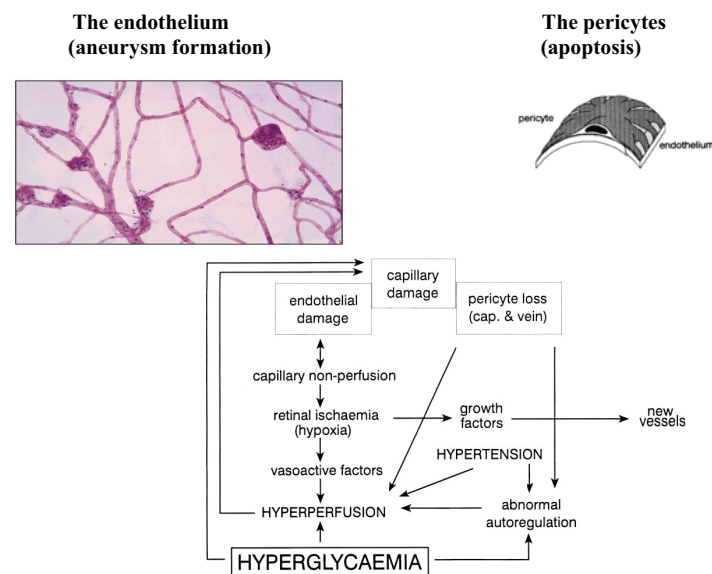 The endothelium
(aneurysm formation)
The pericytes
(apoptosis)
pericyte
endothelium
capillary
damage
endothelial
damage
pericyte loss
(cap. & vein)
capillary non-perfusion
retinal ischaemia
(hypoxia)
growth
factors
new
vessels
vasoactive factors
HYPERTENSION
HYPERPERFUSION
abnormal
autoregulation
HYPERGLYCAEMIA